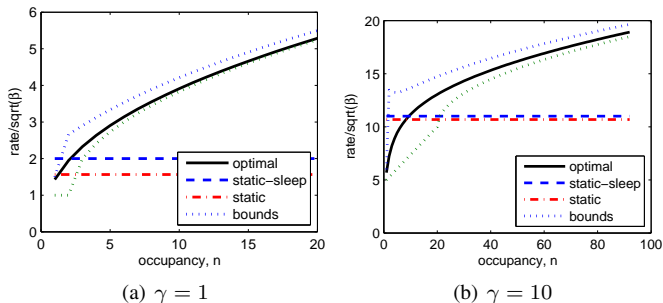 6
5
4
3
2
1
0
rate/sqrt(β)
0 5 10 15 20
occupancy, n
optimal
static−sleep
static
bounds
(a) γ = 1
20
15
10
5
0
rate/sqrt(β)
0 20 40 60 80 100
occupancy, n
optimal
static−sleep
static
bounds
(b) γ = 10